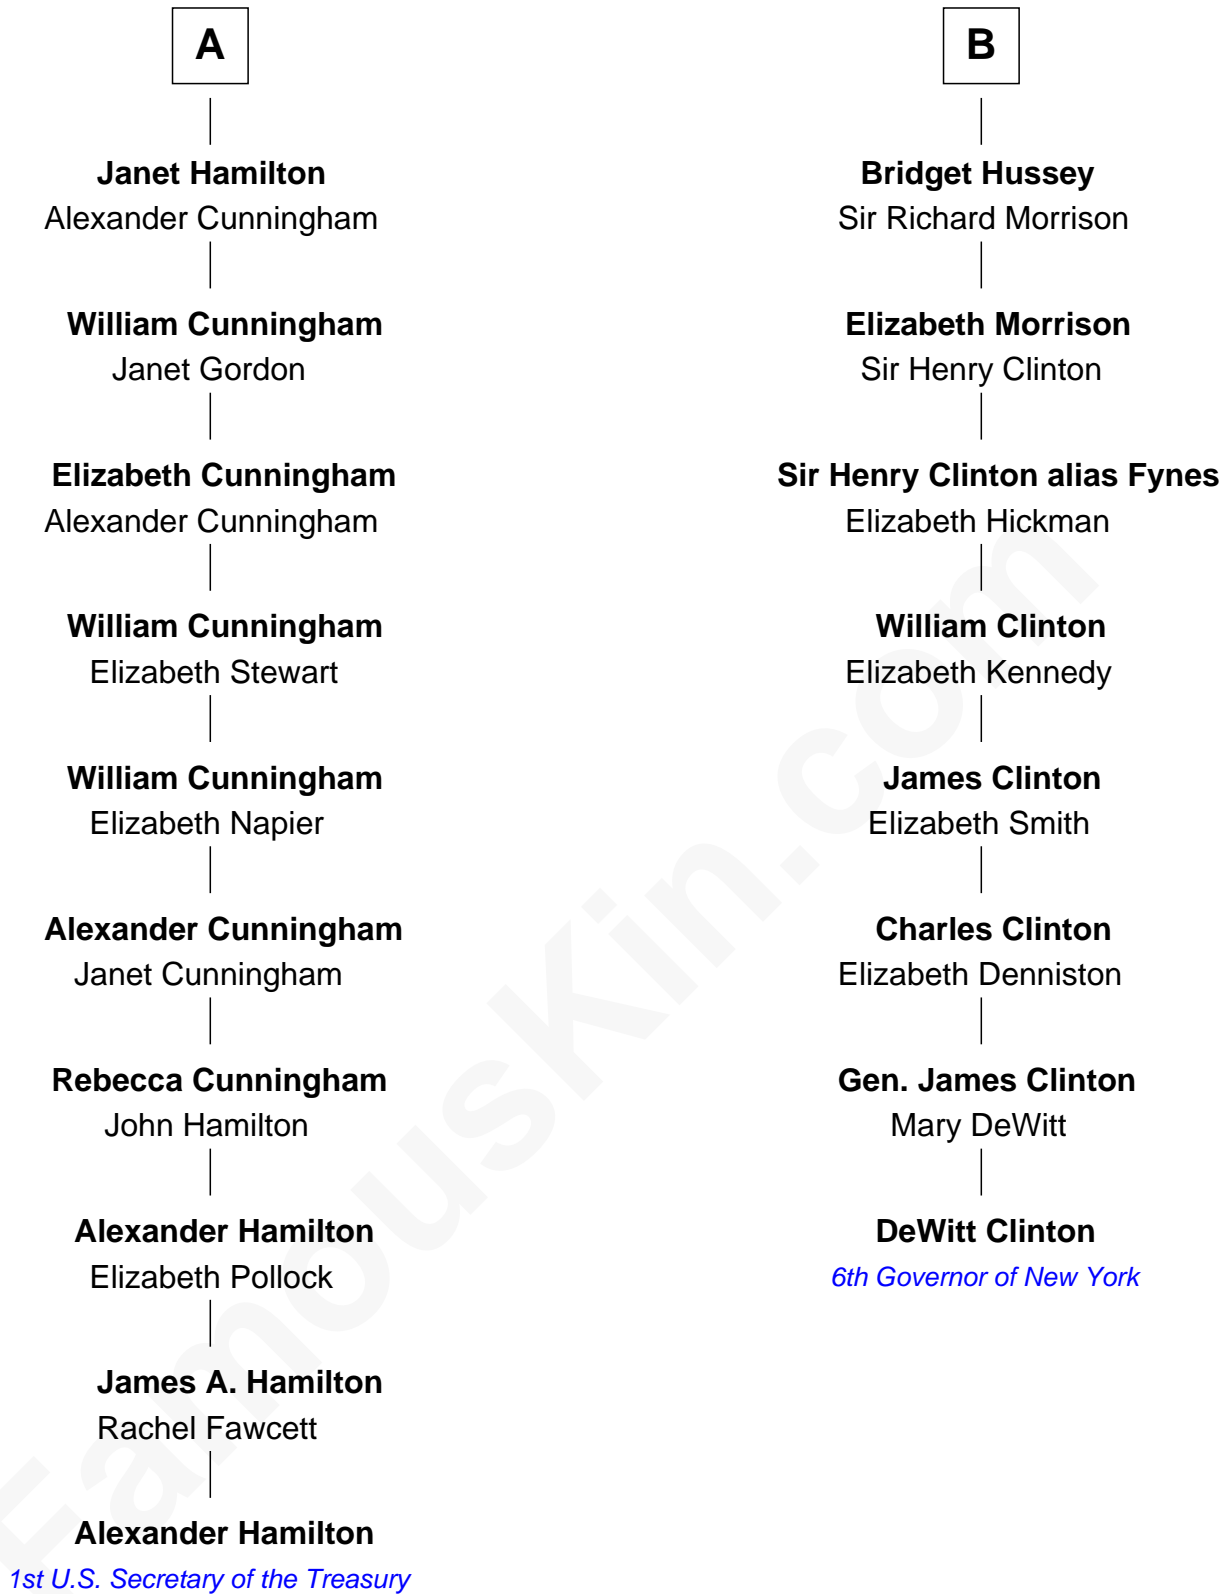 A
Janet Hamilton
Alexander Cunningham
William Cunningham
Janet Gordon
Elizabeth Cunningham
Alexander Cunningham
William Cunningham
Elizabeth Stewart
William Cunningham
Elizabeth Napier
Alexander Cunningham
Janet Cunningham
Rebecca Cunningham
John Hamilton
Alexander Hamilton
Elizabeth Pollock
James A. Hamilton
Rachel Fawcett
Alexander Hamilton
1st U.S. Secretary of the Treasury
B
Bridget Hussey
Sir Richard Morrison
Elizabeth Morrison
Sir Henry Clinton
Sir Henry Clinton alias Fynes
Elizabeth Hickman
William Clinton
Elizabeth Kennedy
James Clinton
Elizabeth Smith
Charles Clinton
Elizabeth Denniston
Gen. James Clinton
Mary DeWitt
DeWitt Clinton
6th Governor of New York
FamousKin.com